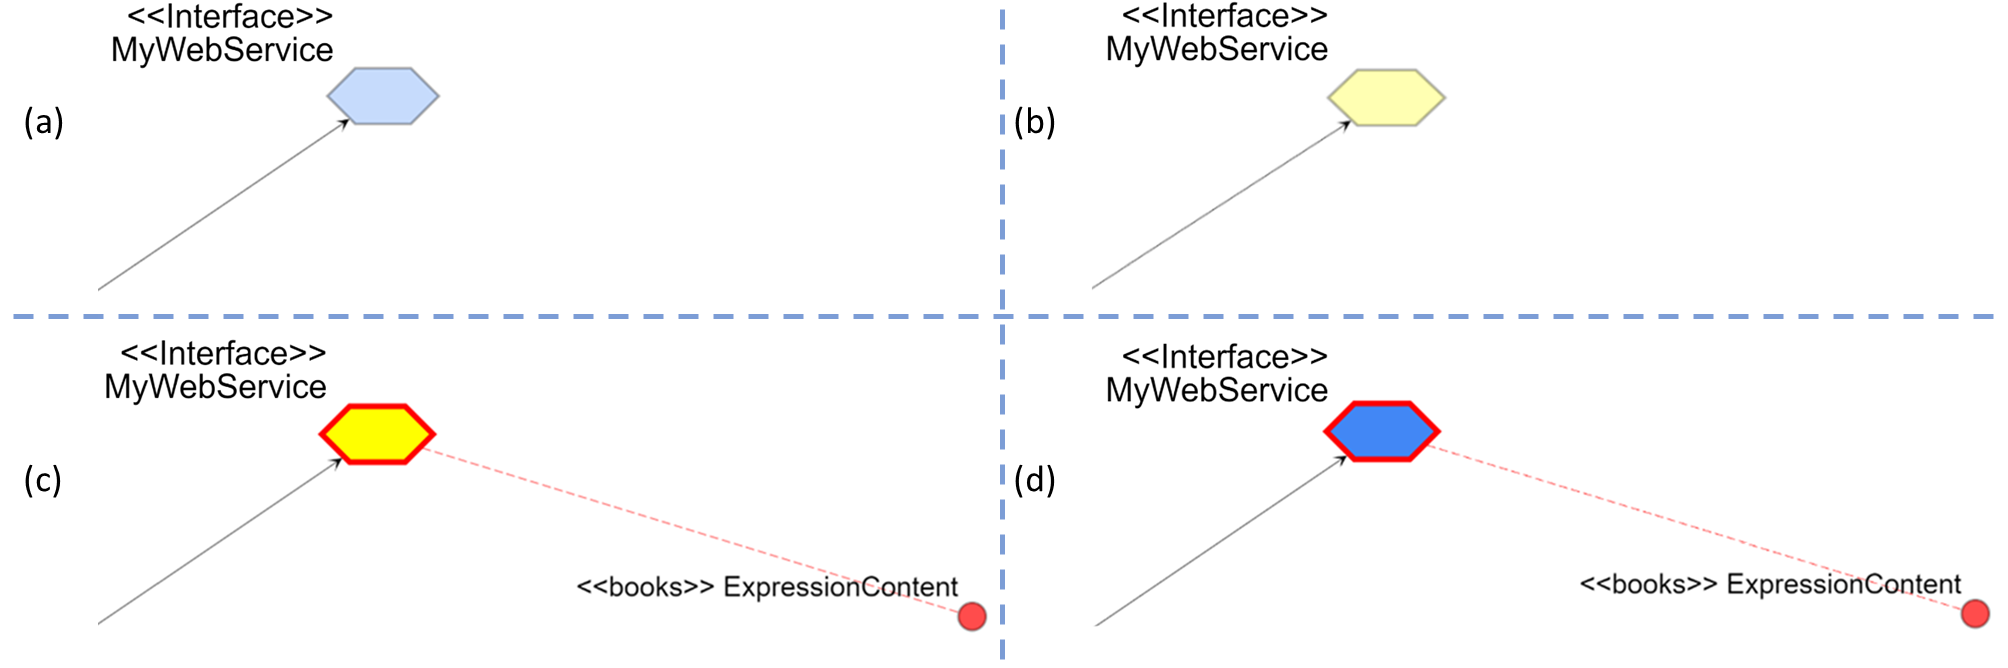 <<Interface>>
MyWebService
(a)
<<Interface>>
MyWebService
(b)
<<Interface>>
MyWebService
(c)
<<books>> ExpressionContent
<<Interface>>
MyWebService
(d)
<<books>> ExpressionContent